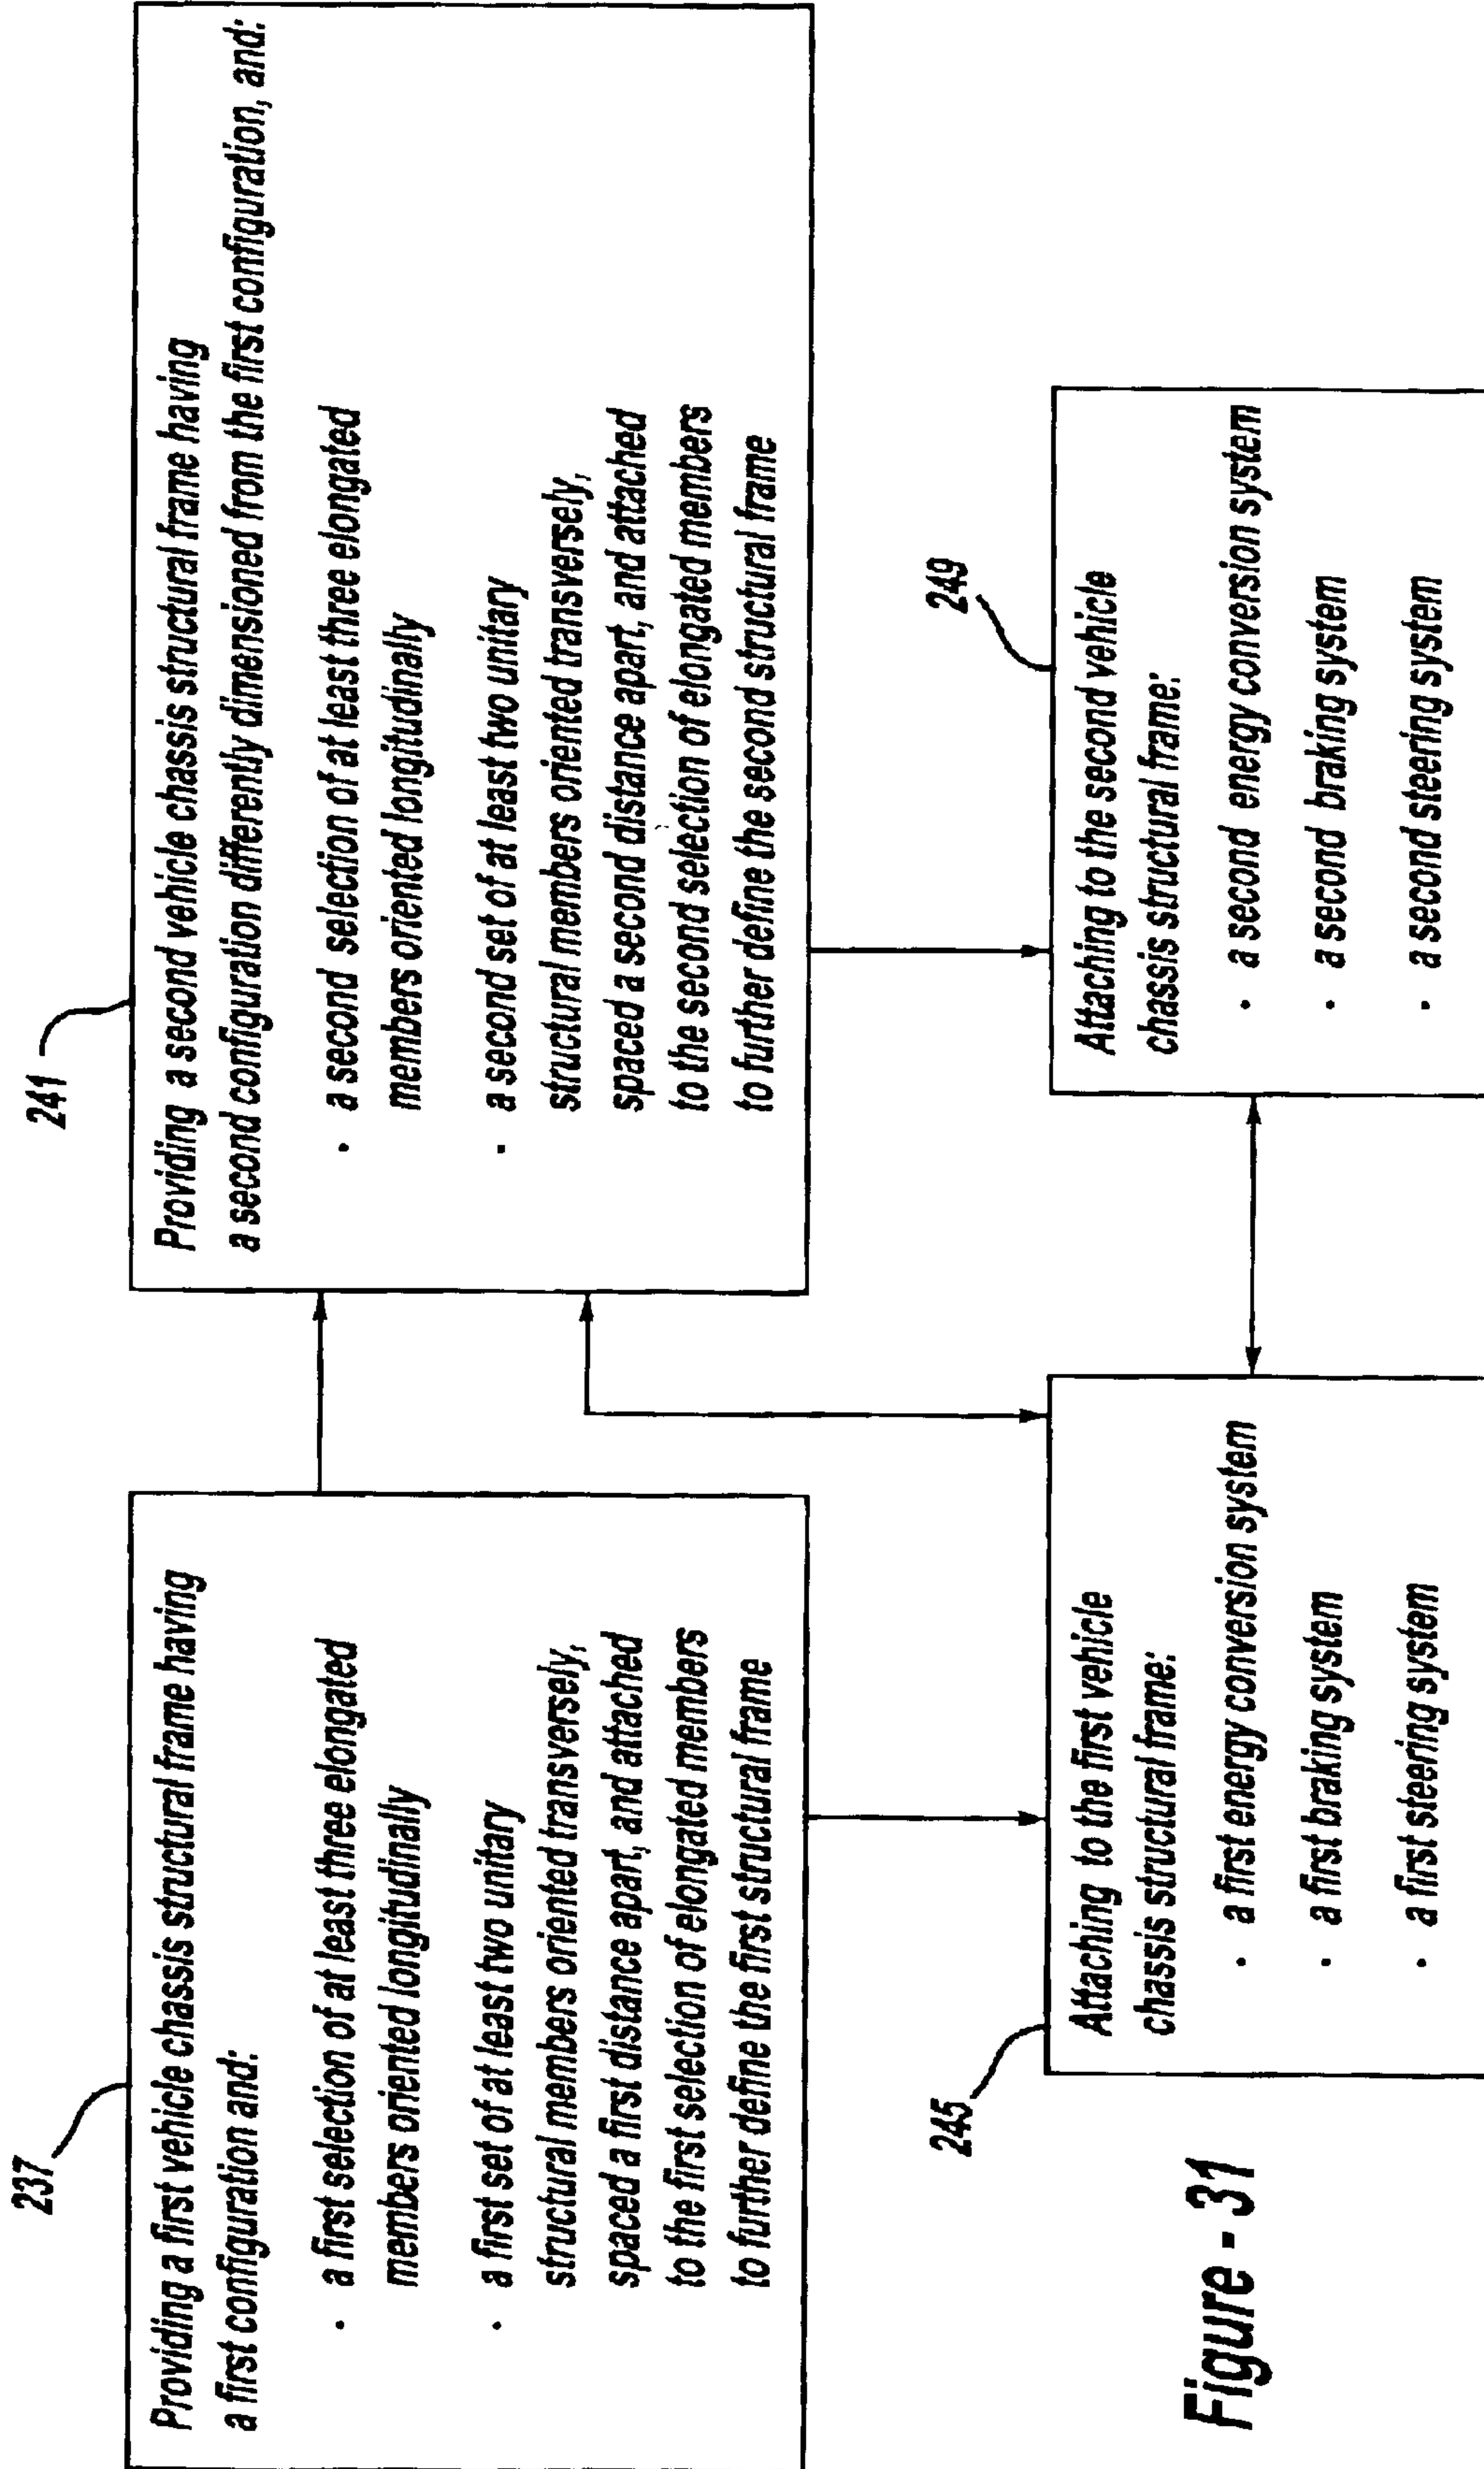 237
Providing a first vehicle chassis structural frame having
a first configuration and:
· a first selection of at least three elongated
members oriented longitudinally
· a first set of at least two unitary
structural members oriented transversely,
spaced a first distance apart, and attached
to the first selection of elongated members
to further define the first structural frame
241
Providing a second vehicle chassis structural frame having
a second configuration differently dimensioned from the first configuration, and:
· a second selection of at least three elongated
members oriented longitudinally
· a second set of at least two unitary
structural members oriented transversely,
spaced a second distance apart, and attached
to the second selection of elongated members
to further define the second structural frame
245
Attaching to the first vehicle
chassis structural frame:
· a first energy conversion system
· a first braking system
· a first steering system
249
Attaching to the second vehicle
chassis structural frame:
· a second energy conversion system
· a second braking system
· a second steering system
Figure - 31